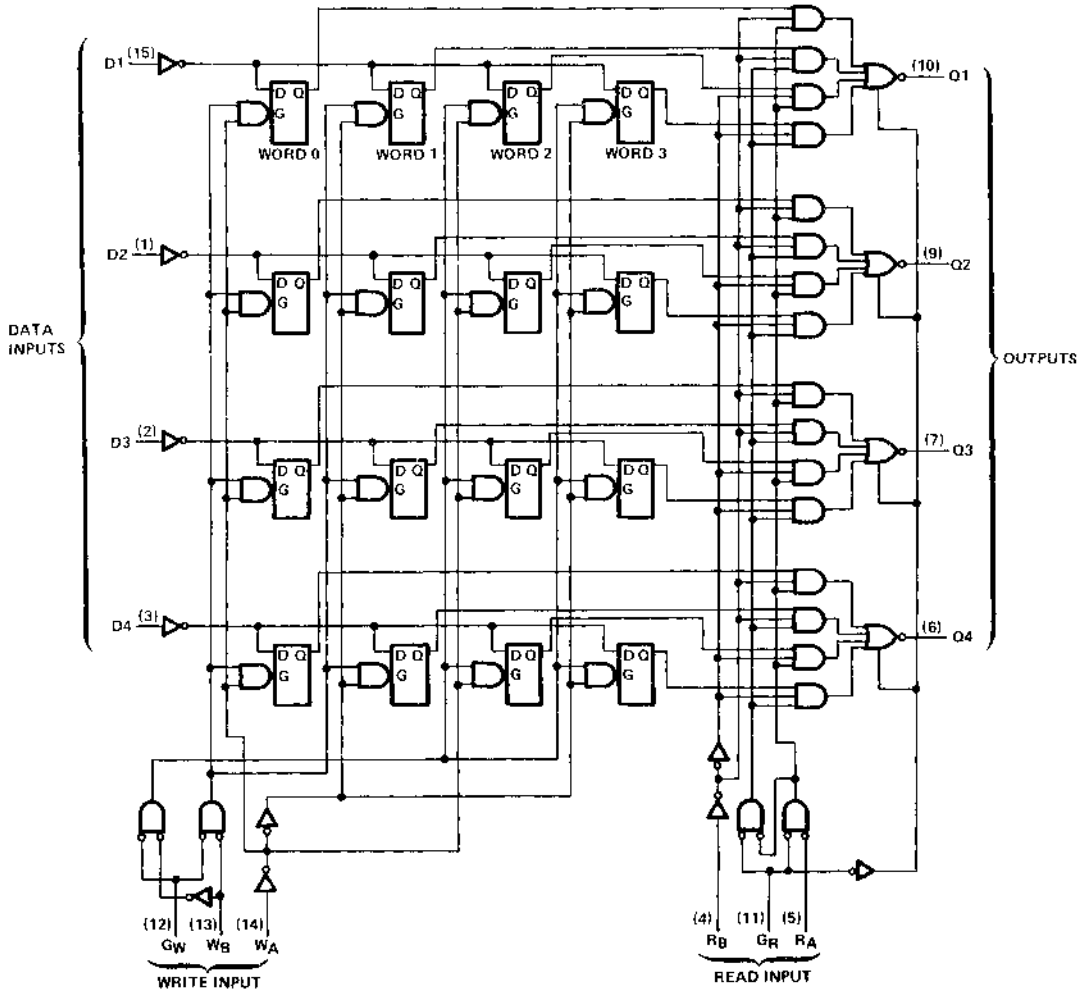 D1 (15)
(10) Q1
D Q D Q D Q D Q
G G G G
WORD 0 WORD 1 WORD 2 WORD 3
D2 (1)
(9) Q2
D Q D Q D Q D Q
G G G G
DATA
INPUTS
OUTPUTS
D3 (2)
(7) Q3
D Q D Q D Q D Q
G G G G
D4 (3)
(6) Q4
D Q D Q D Q D Q
G G G G
(12) (13) (14) (4) (11) (5)
GW WB WA RB GR RA
WRITE INPUT READ INPUT